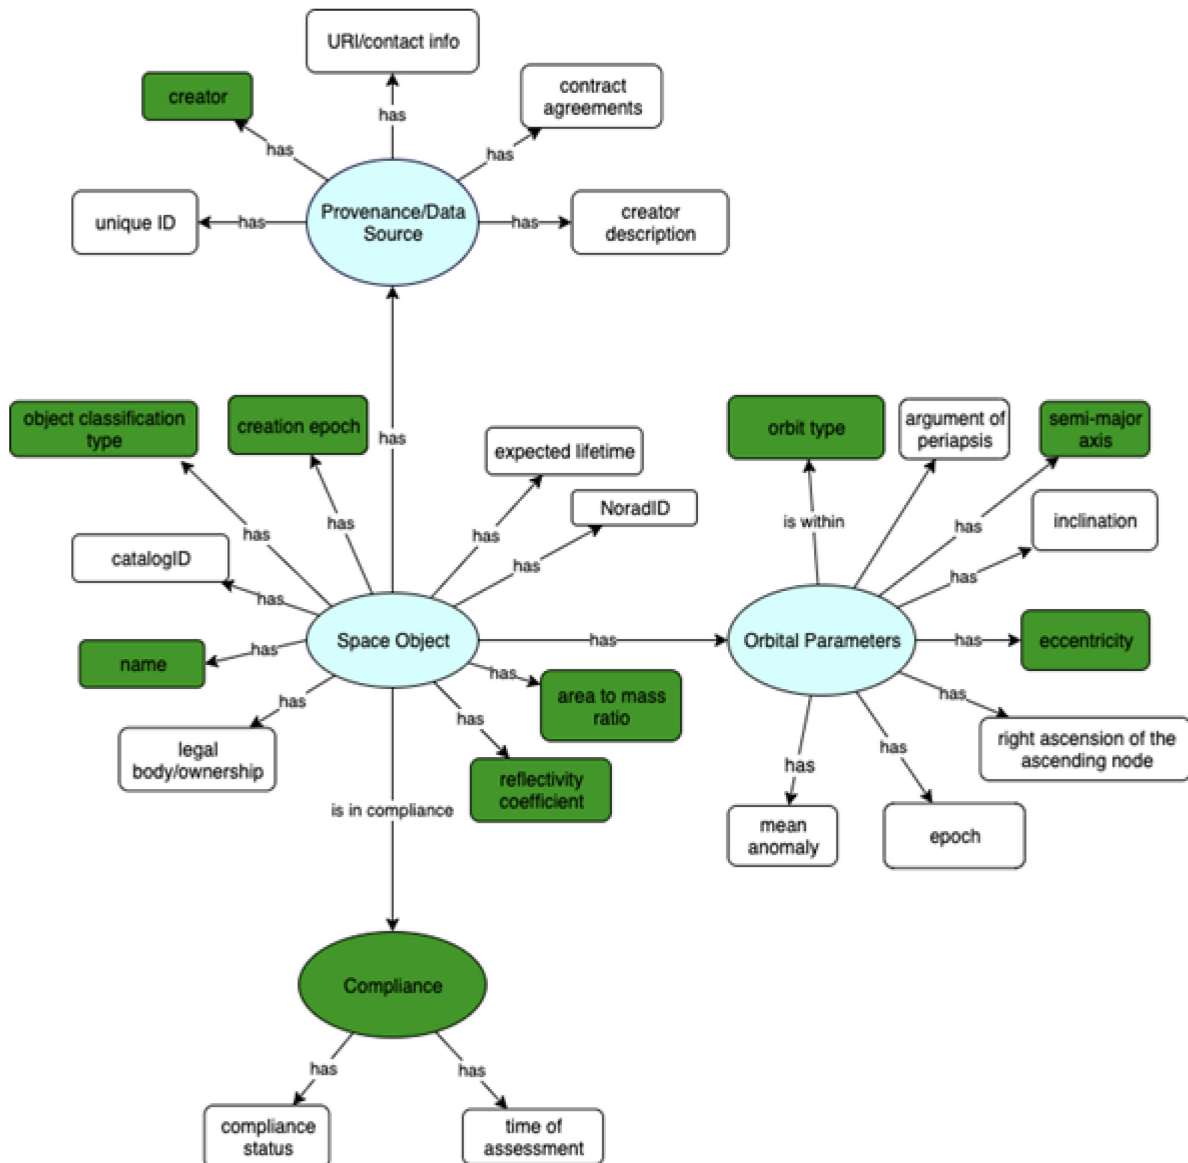 URI/contact info
creator
contract
agreements
has
has
has
unique ID
has
Provenance/Data
Source
has
creator
description
object classification
type
creation epoch
has
expected lifetime
orbit type
argument of
periapsis
semi-major
axis
NoradID
has
has
has
is within
has
inclination
catalogID
has
has
has
name
has
Space Object
has
Orbital Parameters
has
eccentricity
has
area to mass
ratio
has
has
has
legal
body/ownership
reflectivity
coefficient
has
has
right ascension of the
ascending node
is in compliance
mean
anomaly
epoch
Compliance
has
has
compliance
status
time of
assessment